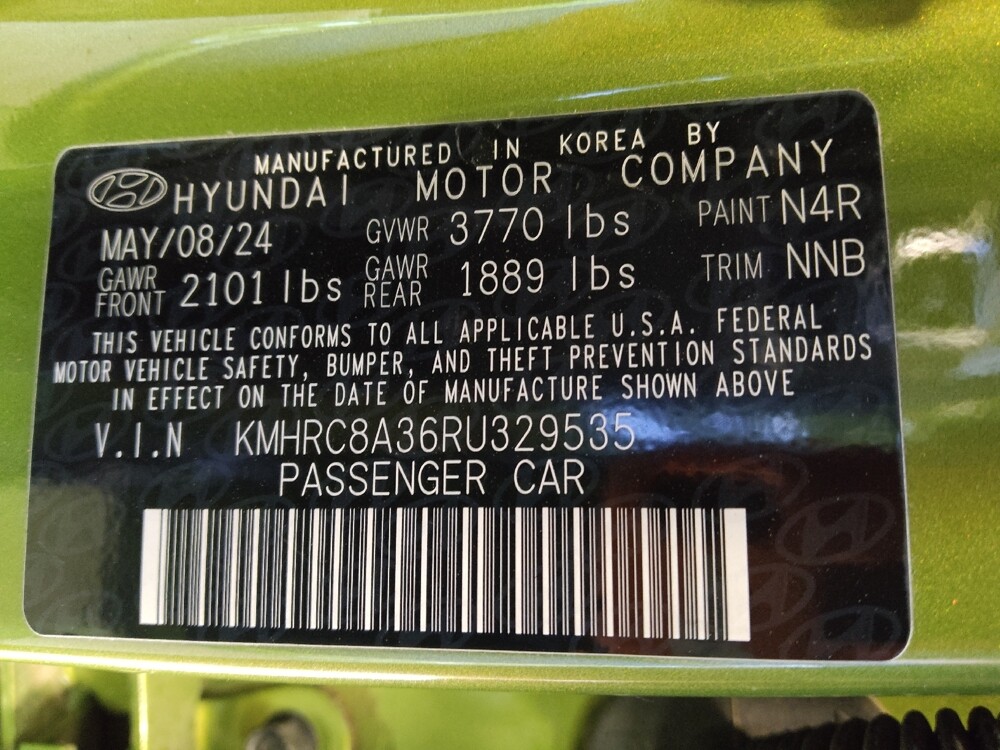 MANUFACTURED IN KOREA BY
HYUNDAI MOTOR COMPANY
MAY/08/24 GVWR 3770 lbs PAINT N4R
GAWR FRONT 2101 lbs GAWR REAR 1889 lbs TRIM NNB
THIS VEHICLE CONFORMS TO ALL APPLICABLE U.S.A. FEDERAL
MOTOR VEHICLE SAFETY, BUMPER, AND THEFT PREVENTION STANDARDS
IN EFFECT ON THE DATE OF MANUFACTURE SHOWN ABOVE
V.I.N KMHRC8A36RU329535
PASSENGER CAR